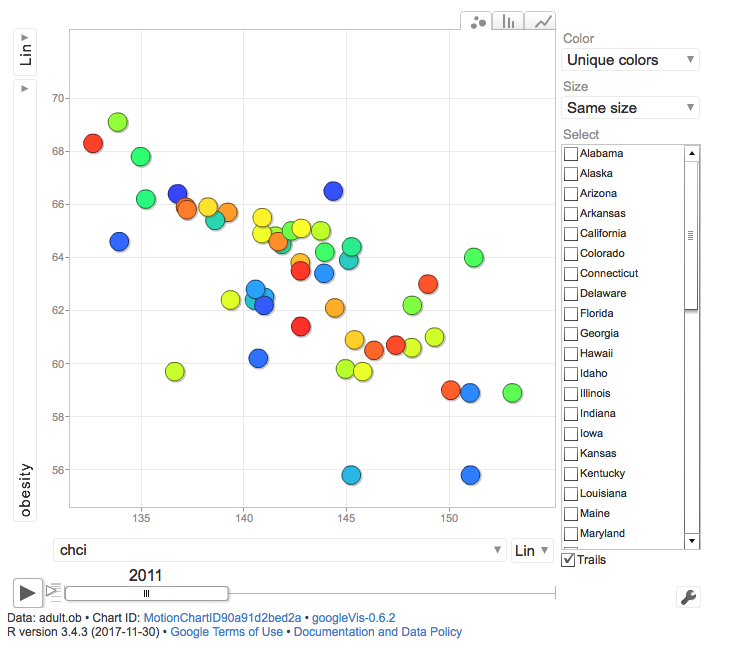 Color
Lin
Unique colors
Size
Same size
Select
70
68
66
64
62
60
58
56
obesity
135
140
145
150
Alabama
Alaska
Arizona
Arkansas
California
Colorado
Connecticut
Delaware
Florida
Georgia
Hawaii
Idaho
Illinois
Indiana
Iowa
Kansas
Kentucky
Louisiana
Maine
Maryland
chci
Lin
Trails
2011
Data: adult.ob • Chart ID: MotionChartID90a91d2bed2a • googleVis-0.6.2
R version 3.4.3 (2017-11-30) • Google Terms of Use • Documentation and Data Policy